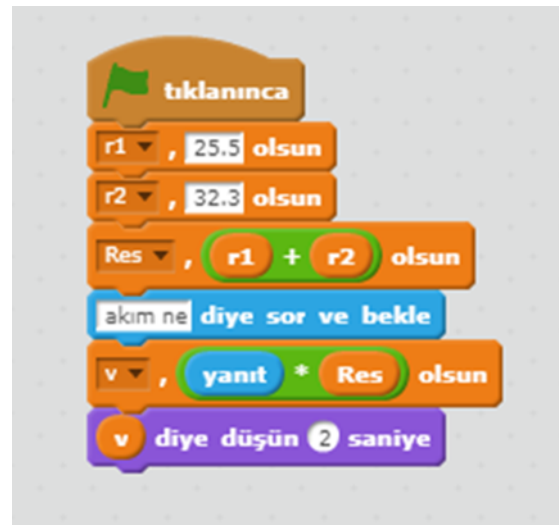 tıklanınca
r1 , 25.5 olsun
r2 , 32.3 olsun
Res , r1 + r2 olsun
akım ne diye sor ve bekle
v , yanıt * Res olsun
v diye düşün 2 saniye